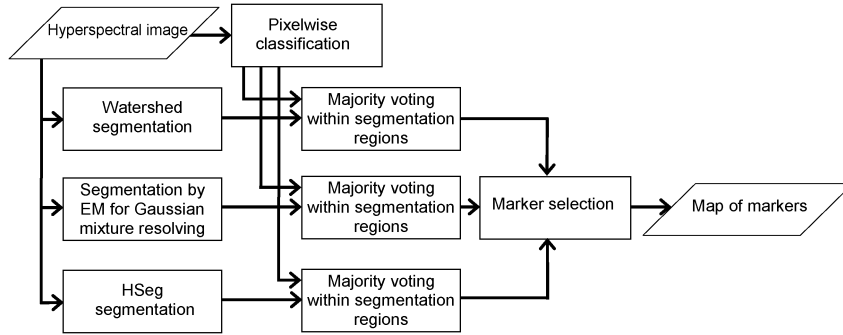 Hyperspectral image
Pixelwise
classification
Watershed
segmentation
Majority voting
within segmentation
regions
Segmentation by
EM for Gaussian
mixture resolving
Majority voting
within segmentation
regions
Marker selection
Map of markers
HSeg
segmentation
Majority voting
within segmentation
regions